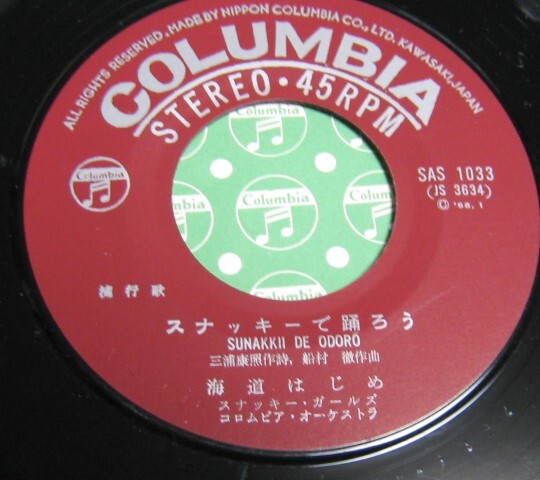 ALL RIGHTS RESERVED, MADE BY NIPPON COLUMBIA CO., LTD. KAWASAKI, JAPAN
COLUMBIA
STEREO・45RPM
Columbia
Columbia
Columbia
Columbia
SAS 1033
(JS 3634)
Ⓒ '68.1
流行歌
スナッキーで踊ろう
SUNAKKII DE ODORO
三浦康照作詩, 船村 徹作曲
海道はじめ
スナッキー・ガールズ
コロムビア・オーケストラ